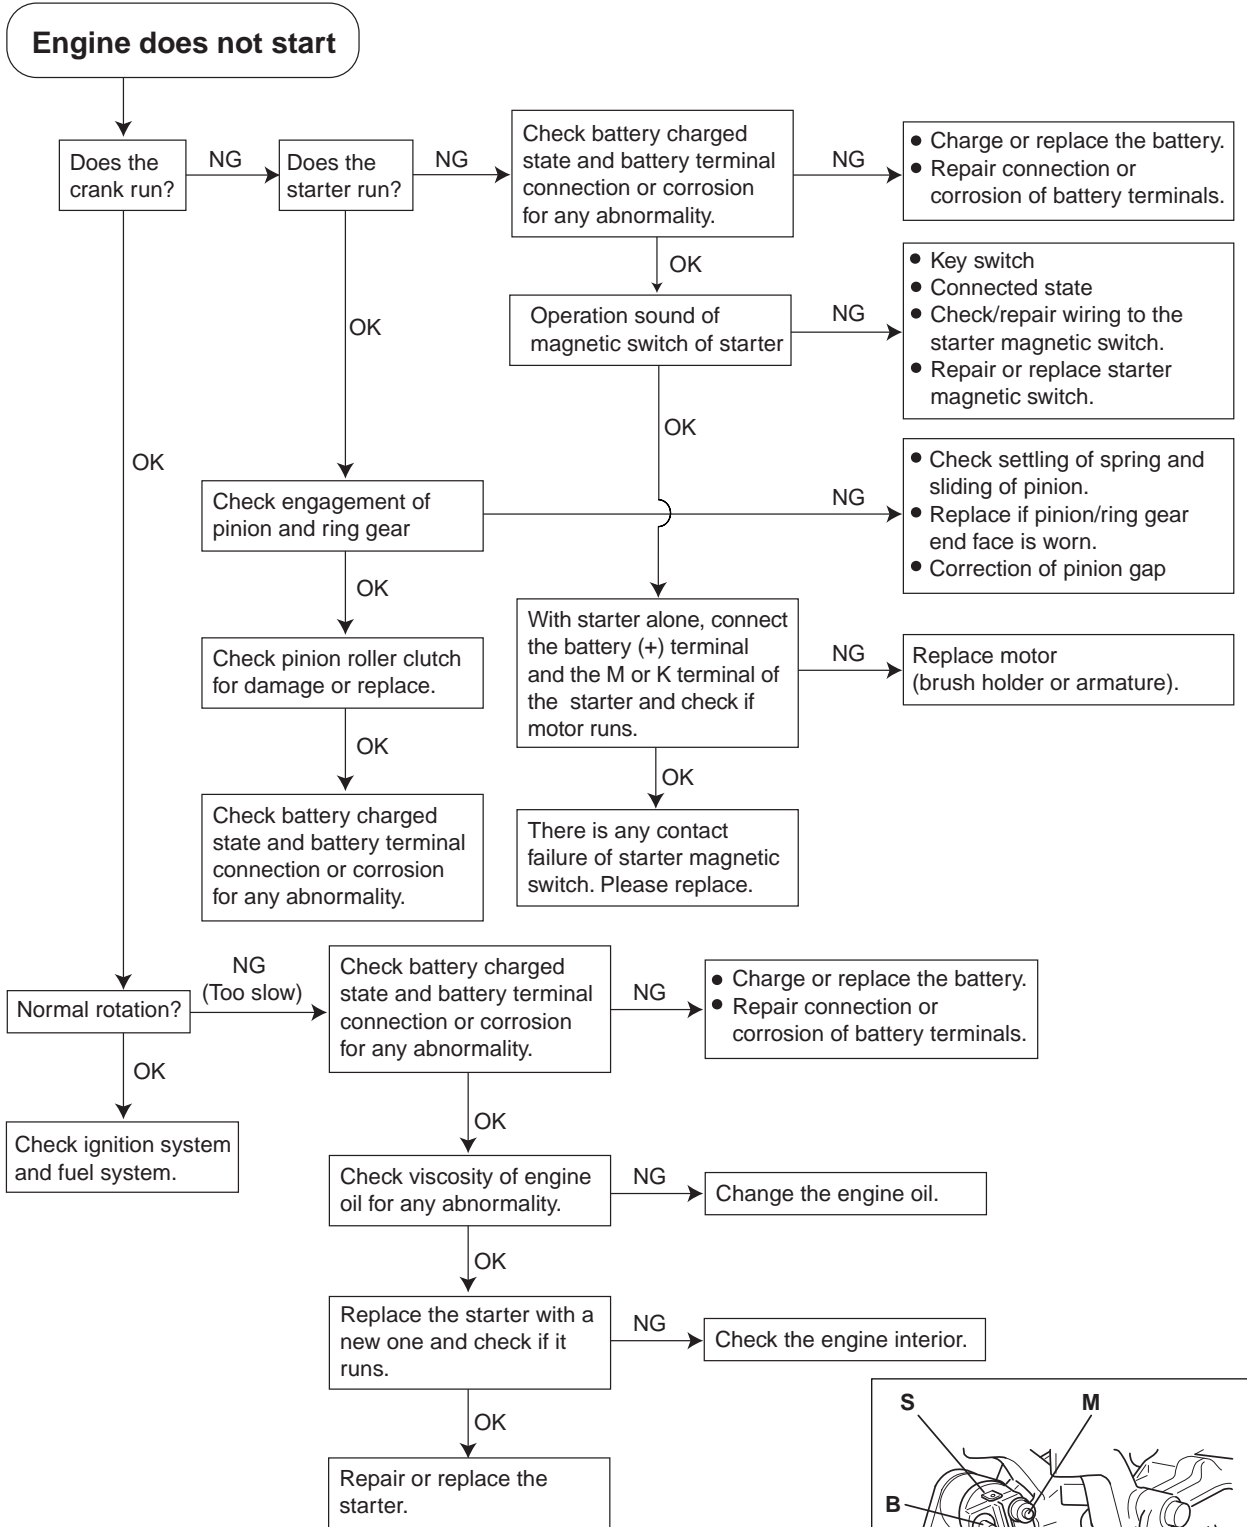 Engine does not start
Does the
crank run?
NG
Does the
starter run?
NG
Check battery charged
state and battery terminal
connection or corrosion
for any abnormality.
NG
● Charge or replace the battery.
● Repair connection or
corrosion of battery terminals.
OK
Operation sound of
magnetic switch of starter
NG
● Key switch
● Connected state
● Check/repair wiring to the
starter magnetic switch.
● Repair or replace starter
magnetic switch.
OK
OK
OK
Check engagement of
pinion and ring gear
NG
● Check settling of spring and
sliding of pinion.
● Replace if pinion/ring gear
end face is worn.
● Correction of pinion gap
OK
Check pinion roller clutch
for damage or replace.
OK
Check battery charged
state and battery terminal
connection or corrosion
for any abnormality.
With starter alone, connect
the battery (+) terminal
and the M or K terminal of
the starter and check if
motor runs.
NG
Replace motor
(brush holder or armature).
OK
There is any contact
failure of starter magnetic
switch. Please replace.
Normal rotation?
NG
(Too slow)
Check battery charged
state and battery terminal
connection or corrosion
for any abnormality.
NG
● Charge or replace the battery.
● Repair connection or
corrosion of battery terminals.
OK
Check ignition system
and fuel system.
OK
Check viscosity of engine
oil for any abnormality.
NG
Change the engine oil.
OK
Replace the starter with a
new one and check if it
runs.
NG
Check the engine interior.
OK
Repair or replace the
starter.
S
M
B